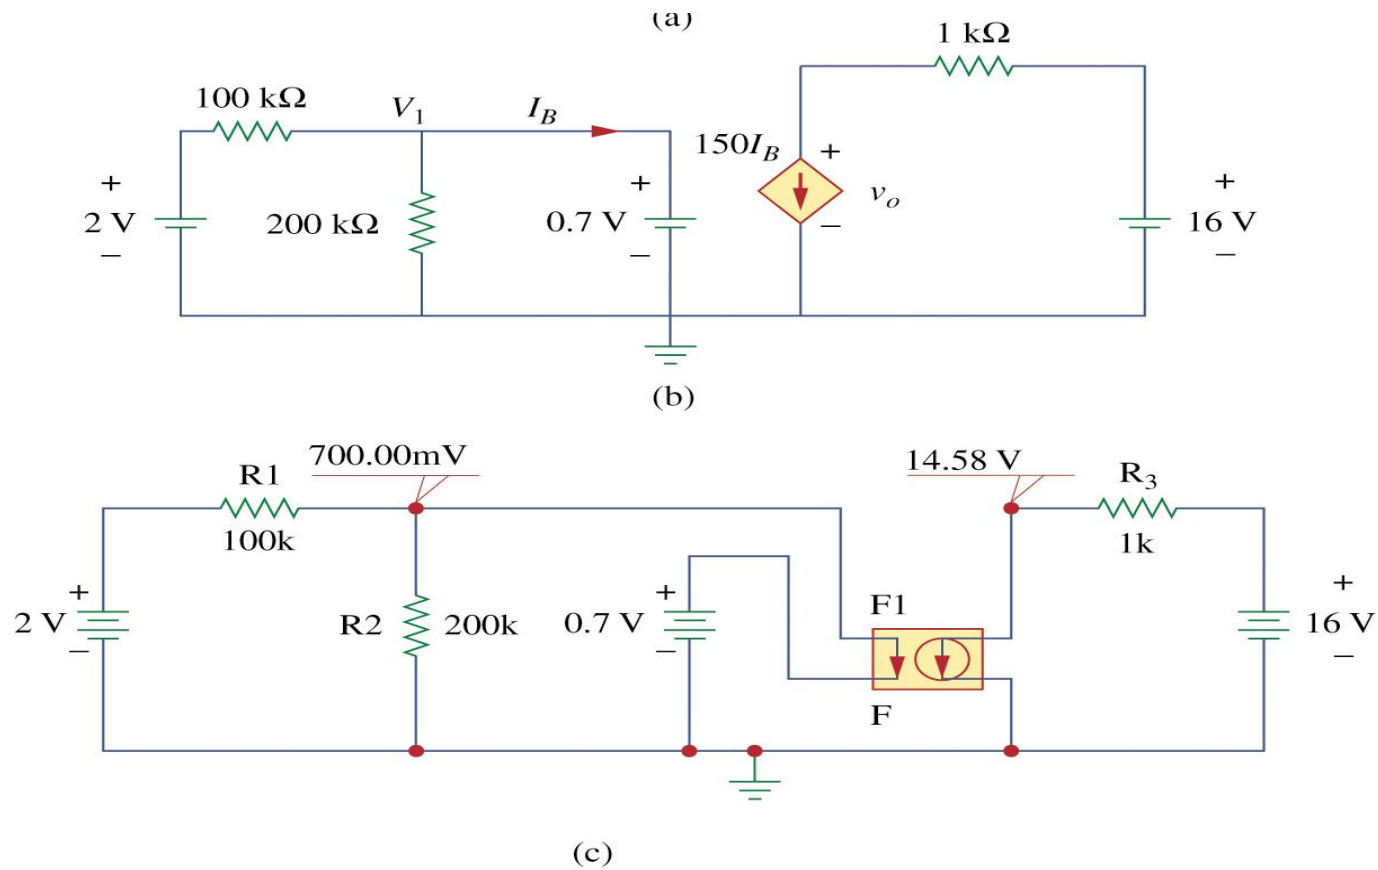 (a)
1 kΩ
100 kΩ
V1
IB
150IB
+
+
+
+
2 V
200 kΩ
0.7 V
vo
16 V
–
–
–
–
(b)
700.00mV
14.58 V
R1
R3
100k
1k
+
+
+
2 V
R2
200k
0.7 V
F1
16 V
–
–
–
F
(c)